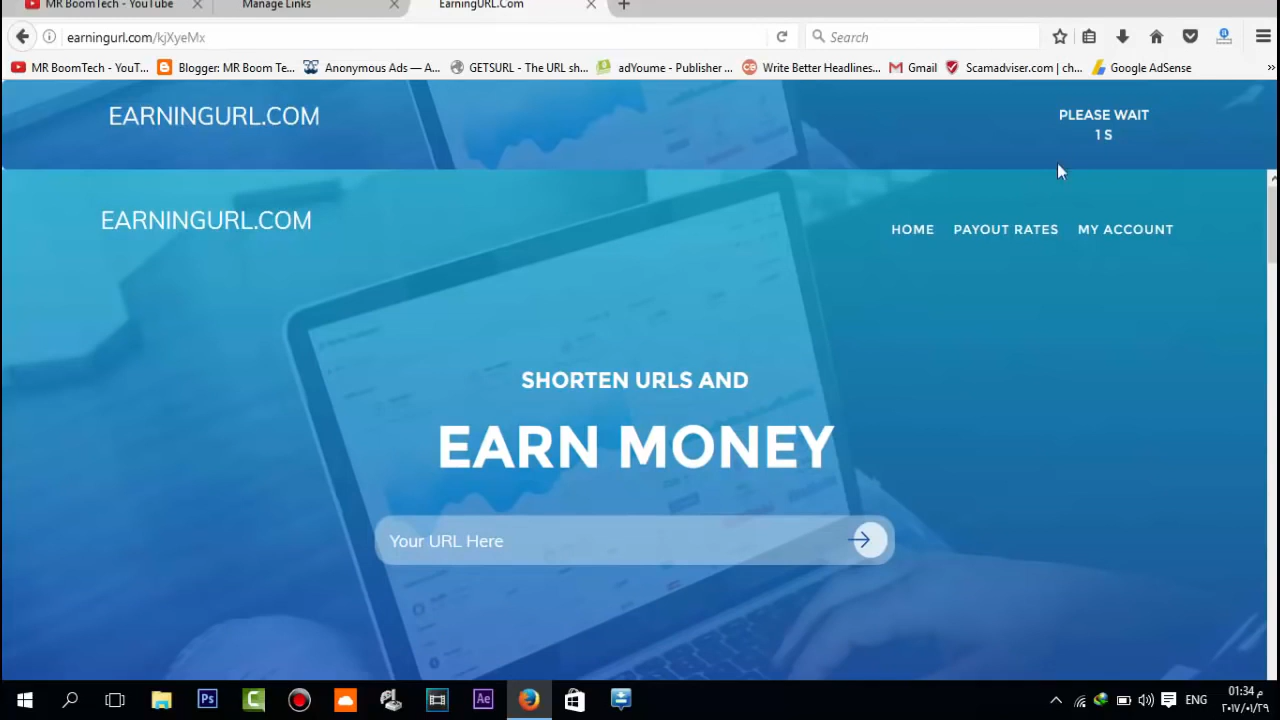 MR BoomTech - YouTube
Manage Links
EarningURL.Com
earningurl.com/kjXyeMx
Search
MR BoomTech - YouT...
Blogger: MR Boom Te...
Anonymous Ads — A...
GETSURL - The URL sh...
adYoume - Publisher ...
Write Better Headlines...
Gmail
Scamadviser.com | ch...
Google AdSense
EARNINGURL.COM
PLEASE WAIT
1 S
EARNINGURL.COM
HOME
PAYOUT RATES
MY ACCOUNT
SHORTEN URLS AND
EARN MONEY
Your URL Here
ENG
01:34 م
٢٠١٧/٠١/٢٩